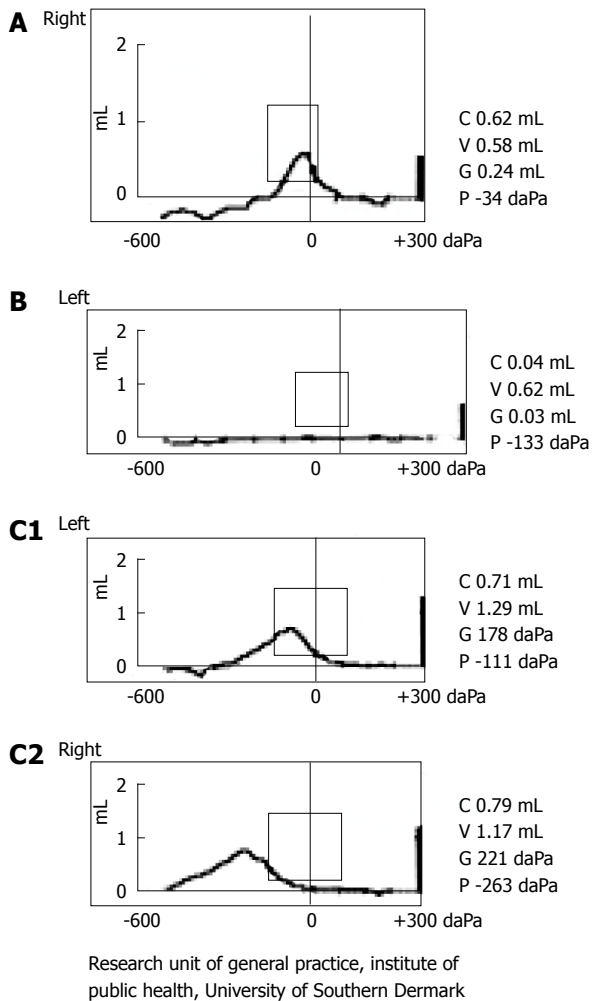 A Right
2
1
0
mL
-600 0 +300 daPa
C 0.62 mL
V 0.58 mL
G 0.24 mL
P -34 daPa
B Left
2
1
0
mL
-600 0 +300 daPa
C 0.04 mL
V 0.62 mL
G 0.03 mL
P -133 daPa
C1 Left
2
1
0
mL
-600 0 +300 daPa
C 0.71 mL
V 1.29 mL
G 178 daPa
P -111 daPa
C2 Right
2
1
0
mL
-600 0 +300 daPa
C 0.79 mL
V 1.17 mL
G 221 daPa
P -263 daPa
Research unit of general practice, institute of
public health, University of Southern Dermark